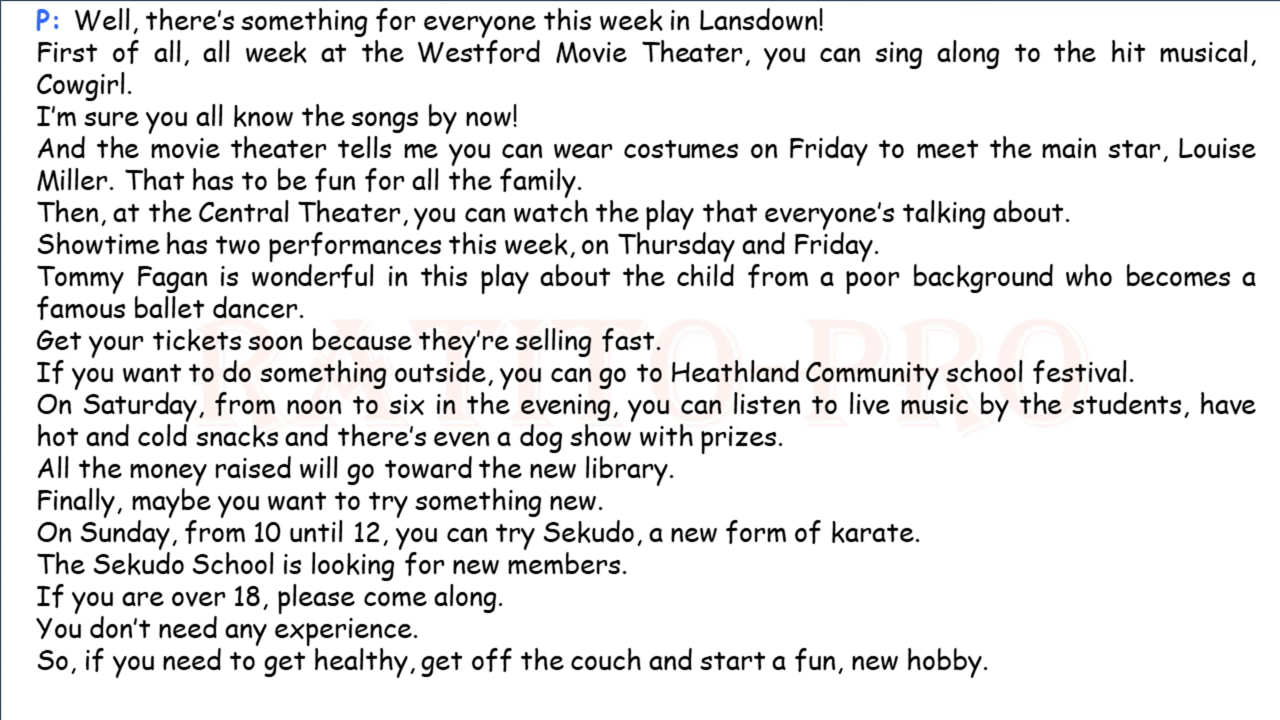 P: Well, there's something for everyone this week in Lansdown!
First of all, all week at the Westford Movie Theater, you can sing along to the hit musical,
Cowgirl.
I'm sure you all know the songs by now!
And the movie theater tells me you can wear costumes on Friday to meet the main star, Louise
Miller. That has to be fun for all the family.
Then, at the Central Theater, you can watch the play that everyone's talking about.
Showtime has two performances this week, on Thursday and Friday.
Tommy Fagan is wonderful in this play about the child from a poor background who becomes a
famous ballet dancer.
Get your tickets soon because they're selling fast.
RATITO PRO
If you want to do something outside, you can go to Heathland Community school festival.
On Saturday, from noon to six in the evening, you can listen to live music by the students, have
hot and cold snacks and there's even a dog show with prizes.
All the money raised will go toward the new library.
Finally, maybe you want to try something new.
On Sunday, from 10 until 12, you can try Sekudo, a new form of karate.
The Sekudo School is looking for new members.
If you are over 18, please come along.
You don't need any experience.
So, if you need to get healthy, get off the couch and start a fun, new hobby.